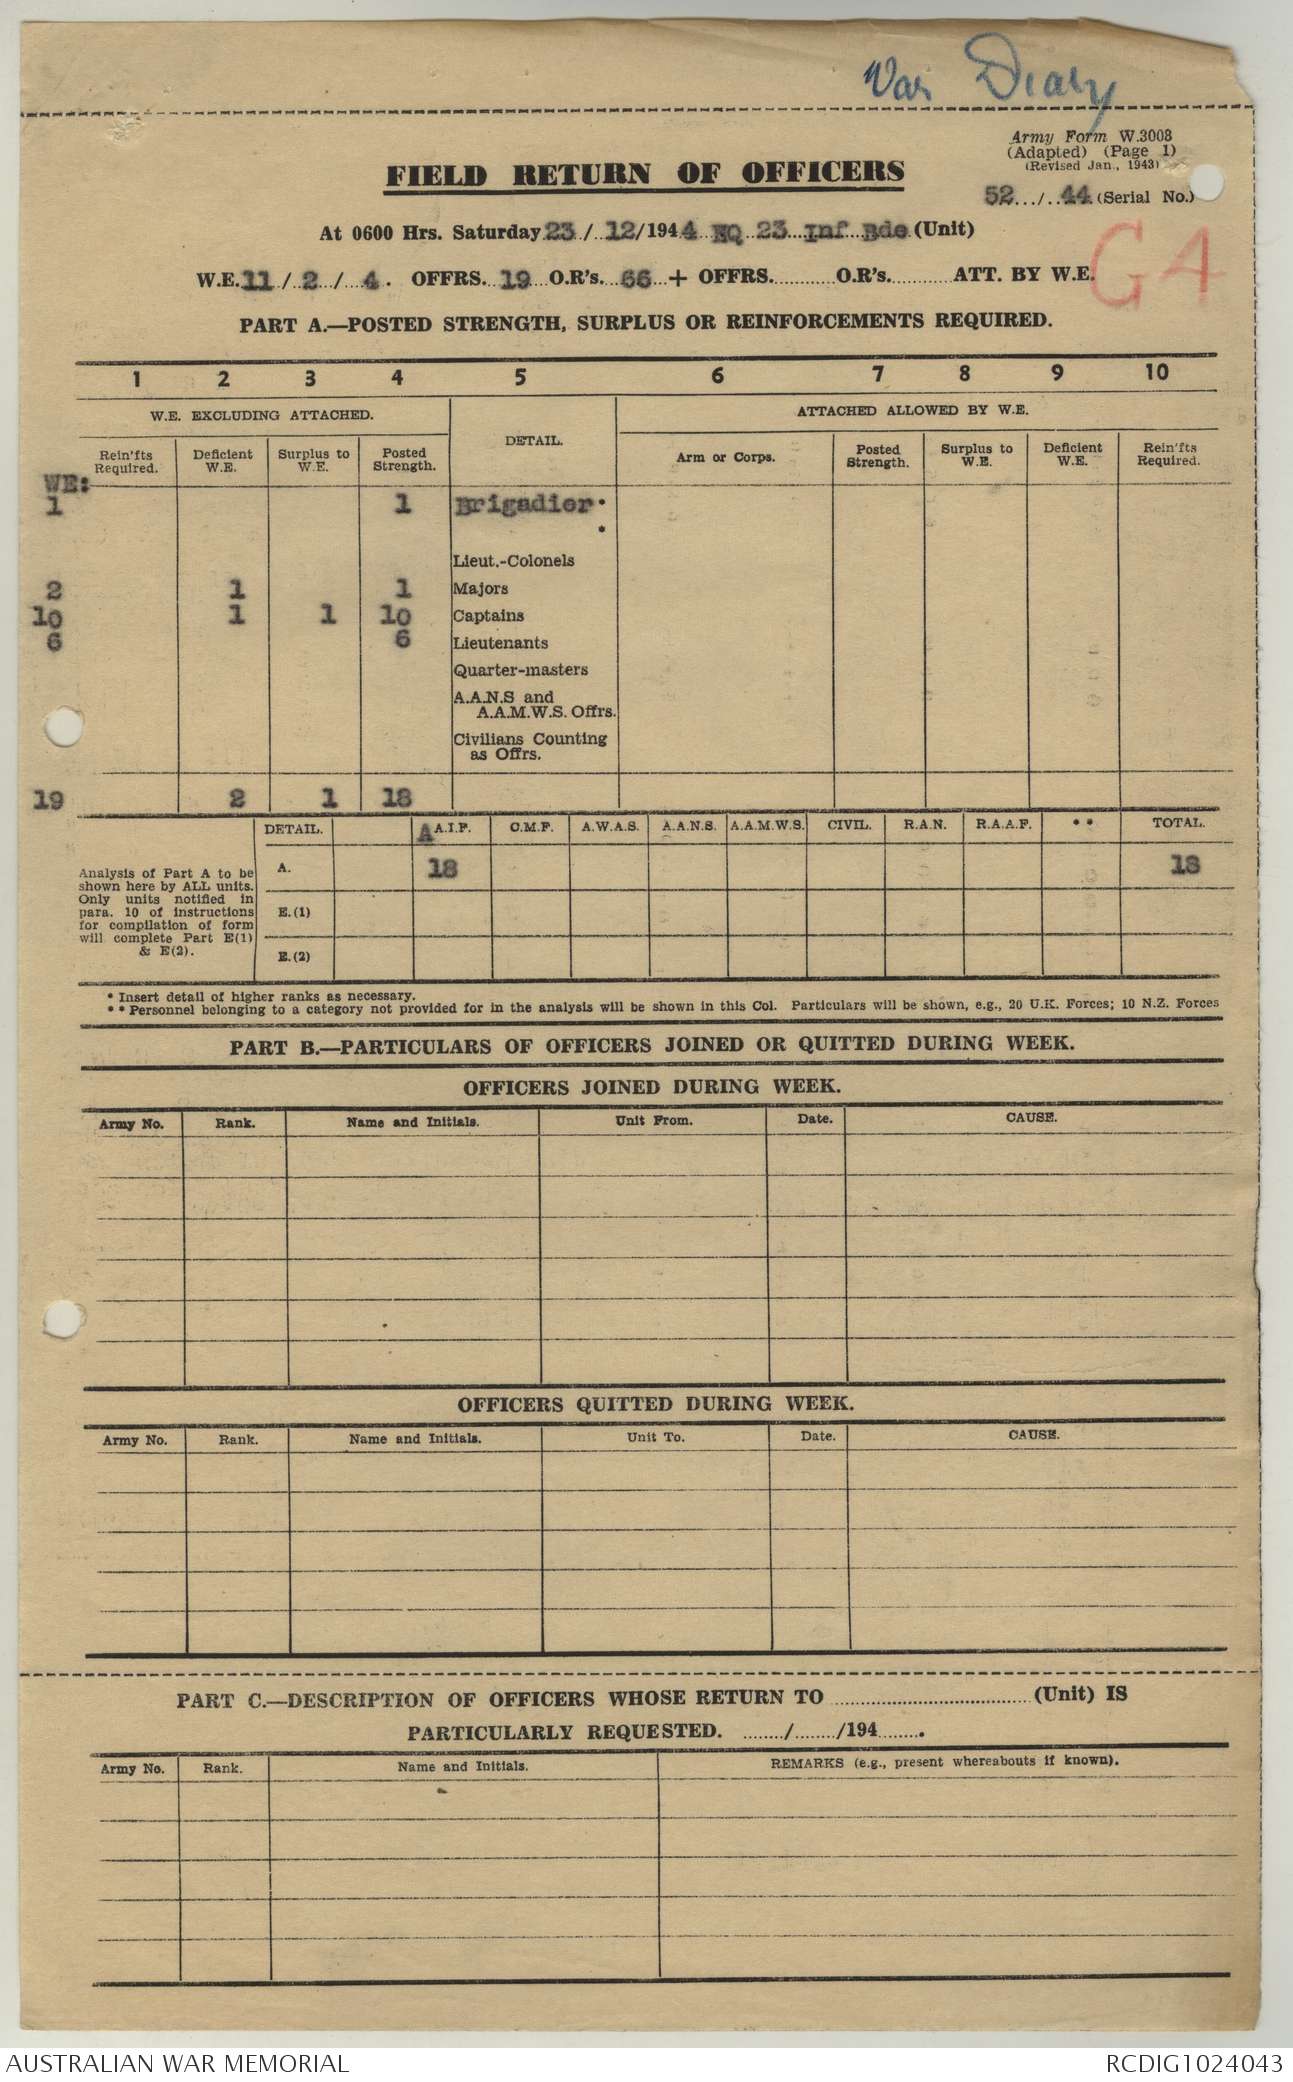 War Diary
Army Form W.3008
(Adapted) (Page 1)
(Revised Jan., 1943)
FIELD RETURN OF OFFICERS
52.../...44.(Serial No.)
At 0600 Hrs. Saturday 23/..12/1944 HQ 23 Inf Bde (Unit)
G4
W.E. 11/..2../..4. OFFRS. 19 O.R's. 66 + OFFRS............O.R's............ATT. BY W.E.
PART A.—POSTED STRENGTH, SURPLUS OR REINFORCEMENTS REQUIRED.
1 2 3 4 5 6 7 8 9 10
W.E. EXCLUDING ATTACHED. DETAIL. ATTACHED ALLOWED BY W.E.
Rein'fts Required. Deficient W.E. Surplus to W.E. Posted Strength. Arm or Corps. Posted Strength. Surplus to W.E. Deficient W.E. Rein'fts Required.
WE:
1 1 Brigadier *
*
Lieut.-Colonels
2 1 1 Majors
10 1 1 10 Captains
6 6 Lieutenants
Quarter-masters
A.A.N.S and
A.A.M.W.S. Offrs.
Civilians Counting
as Offrs.
19 2 1 18
DETAIL. A A.I.F. C.M.F. A.W.A.S. A.A.N.S. A.A.M.W.S. CIVIL. R.A.N. R.A.A.F. ** TOTAL.
Analysis of Part A to be
shown here by ALL units.
Only units notified in
para. 10 of instructions
for compilation of form
will complete Part E(1)
& E(2).
A. 18 18
E.(1)
E.(2)
* Insert detail of higher ranks as necessary.
** Personnel belonging to a category not provided for in the analysis will be shown in this Col. Particulars will be shown, e.g., 20 U.K. Forces; 10 N.Z. Forces
PART B.—PARTICULARS OF OFFICERS JOINED OR QUITTED DURING WEEK.
OFFICERS JOINED DURING WEEK.
Army No. Rank. Name and Initials. Unit From. Date. CAUSE.
OFFICERS QUITTED DURING WEEK.
Army No. Rank. Name and Initials. Unit To. Date. CAUSE.
PART C.—DESCRIPTION OF OFFICERS WHOSE RETURN TO ..................................(Unit) IS
PARTICULARLY REQUESTED. ......../......../194........
Army No. Rank. Name and Initials. REMARKS (e.g., present whereabouts if known).
AUSTRALIAN WAR MEMORIAL
RCDIG1024043